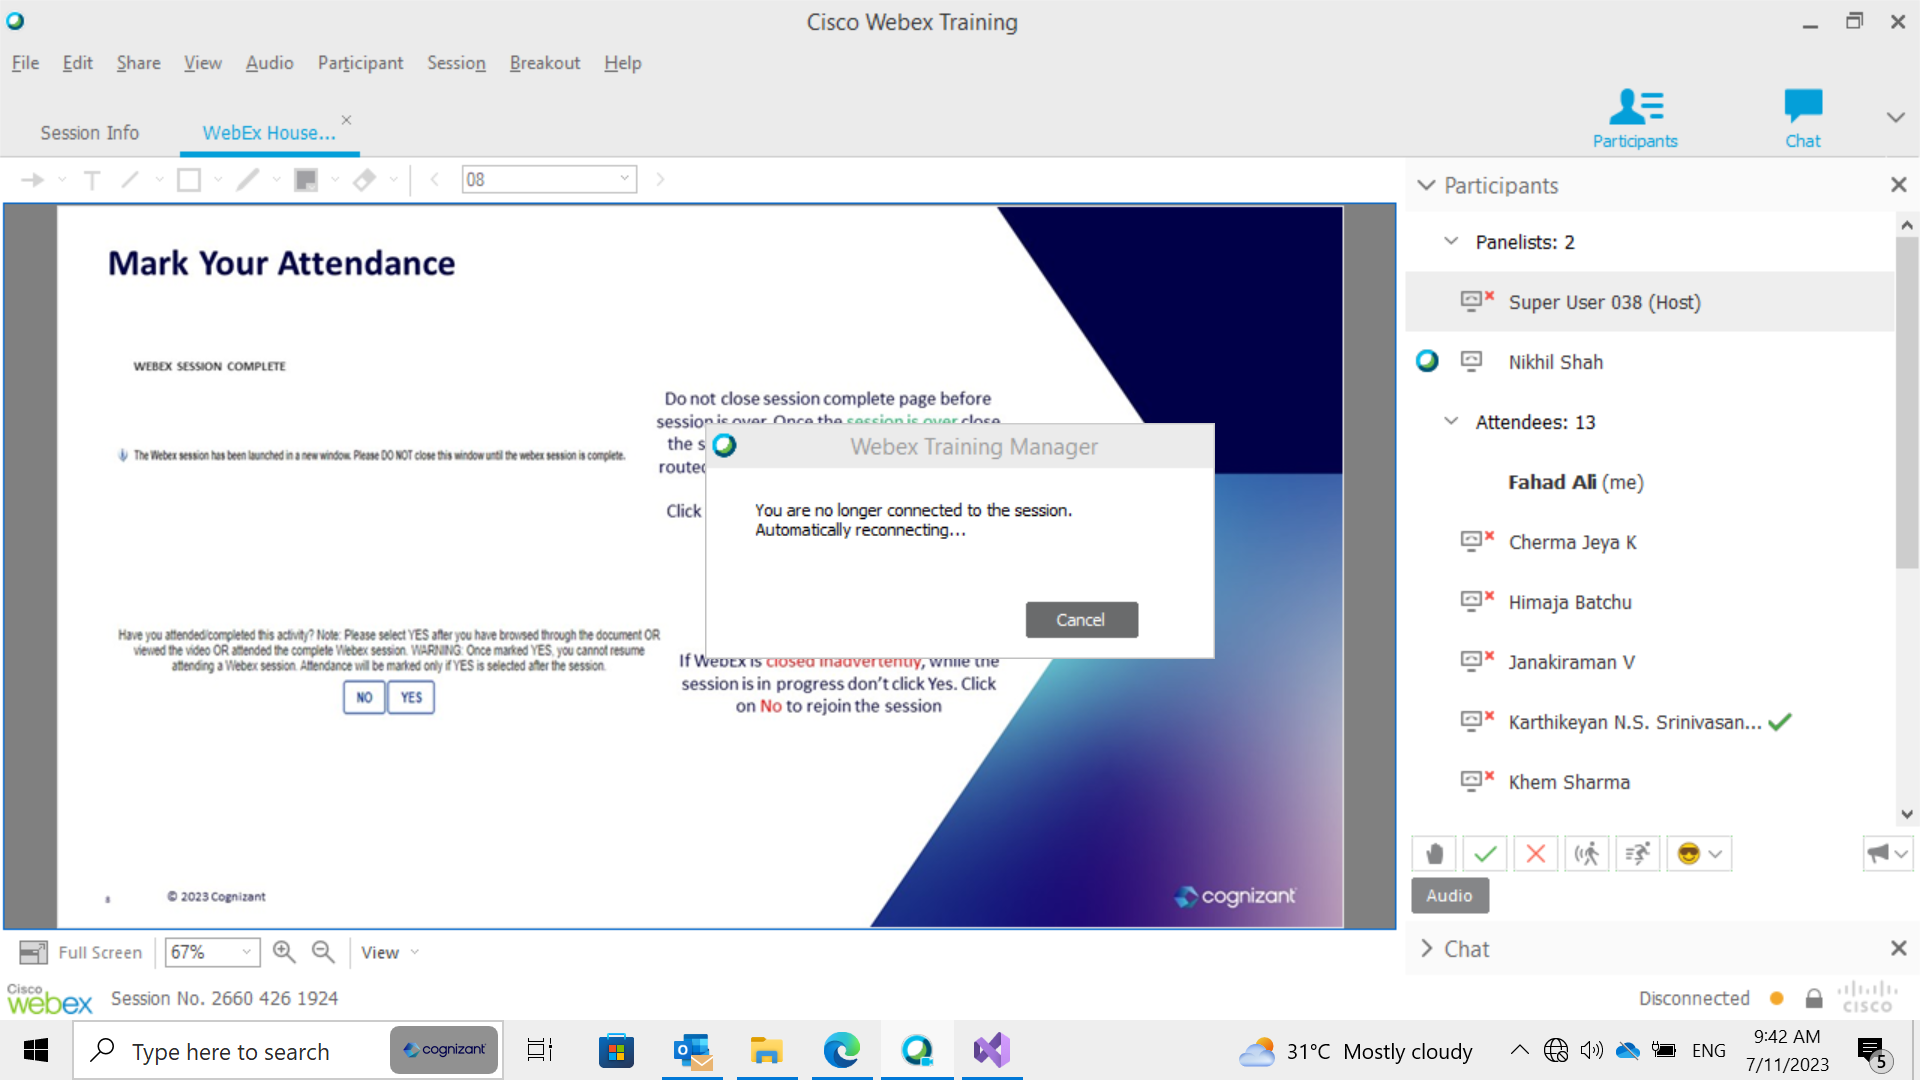 Cisco Webex Training
File Edit Share View Audio Participant Session Breakout Help
Session Info
WebEx House...
Participants
Chat
08
Mark Your Attendance
WEBEX SESSION COMPLETE
The Webex session has been launched in a new window. Please DO NOT close this window until the webex session is complete.
Do not close session complete page before
session is over. Once the session is over close
the s
routed
Click
Have you attended/completed this activity? Note: Please select YES after you have browsed through the document OR
viewed the video OR attended the complete Webex session. WARNING: Once marked YES, you cannot resume
attending a Webex session. Attendance will be marked only if YES is selected after the session.
NO YES
If WebEx is closed inadvertently, while the
session is in progress don't click Yes. Click
on No to rejoin the session
8
© 2023 Cognizant
cognizant
Webex Training Manager
You are no longer connected to the session.
Automatically reconnecting...
Cancel
Participants
Panelists: 2
Super User 038 (Host)
Nikhil Shah
Attendees: 13
Fahad Ali (me)
Cherma Jeya K
Himaja Batchu
Janakiraman V
Karthikeyan N.S. Srinivasan...
Khem Sharma
Audio
Chat
Full Screen 67% View
Cisco
webex
Session No. 2660 426 1924
Disconnected
CISCO
Type here to search
cognizant
31°C Mostly cloudy
ENG
9:42 AM
7/11/2023
5